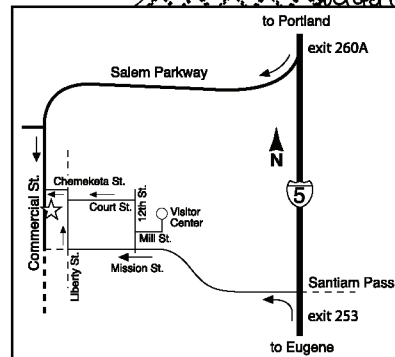 to Portland
exit 260A
Salem Parkway
N
5
Chemeketa St.
Court St.
12th St.
Visitor
Center
Mill St.
Commercial St.
Liberty St.
Mission St.
Santiam Pass
exit 253
to Eugene